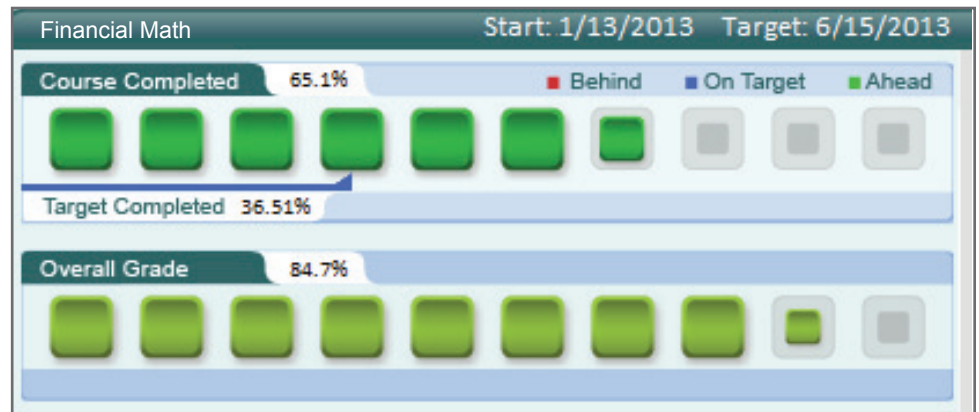 Financial Math Start: 1/13/2013 Target: 6/15/2013
Course Completed 65.1% Behind On Target Ahead
Target Completed 36.51%
Overall Grade 84.7%